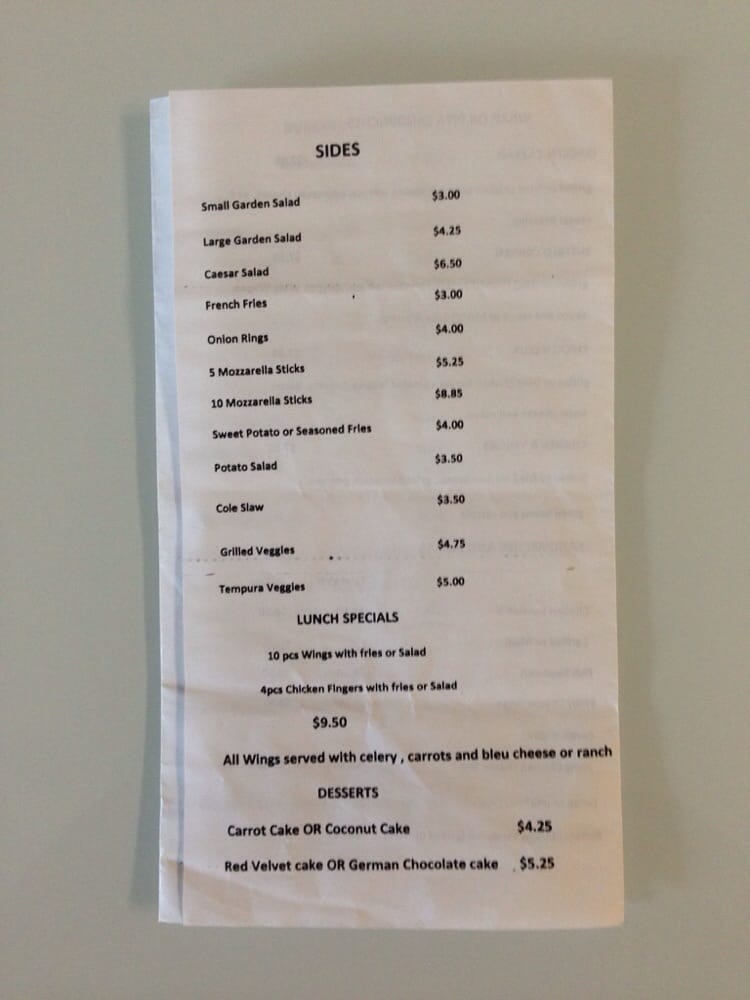 SIDES
Small Garden Salad $3.00
Large Garden Salad $4.25
Caesar Salad $6.50
French Fries $3.00
Onion Rings $4.00
5 Mozzarella Sticks $5.25
10 Mozzarella Sticks $8.85
Sweet Potato or Seasoned Fries $4.00
Potato Salad $3.50
Cole Slaw $3.50
Grilled Veggles $4.75
Tempura Veggles $5.00
LUNCH SPECIALS
10 pcs Wings with fries or Salad
4pcs Chicken Fingers with fries or Salad
$9.50
All Wings served with celery , carrots and bleu cheese or ranch
DESSERTS
Carrot Cake OR Coconut Cake $4.25
Red Velvet cake OR German Chocolate cake $5.25